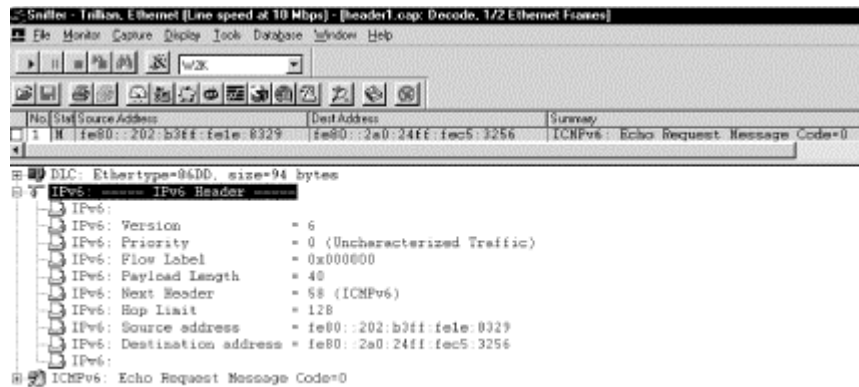 Sniffer - Trillian, Ethernet (Line speed at 10 Mbps) - [header1.cap: Decode, 1/2 Ethernet Frames]
File Monitor Capture Display Tools Database Window Help
W2K
No. Stat Source Address Dest Address Summary
1 M fe80::202:b3ff:fe1e:8329 fe80::2a0:24ff:fec5:3256 ICMPv6: Echo Request Message Code=0
DLC: Ethertype=86DD, size=94 bytes
IPv6: ----- IPv6 Header -----
IPv6:
IPv6: Version = 6
IPv6: Priority = 0 (Uncharacterized Traffic)
IPv6: Flow Label = 0x000000
IPv6: Payload Length = 40
IPv6: Next Header = 58 (ICMPv6)
IPv6: Hop Limit = 128
IPv6: Source address = fe80::202:b3ff:fe1e:8329
IPv6: Destination address = fe80::2a0:24ff:fec5:3256
IPv6:
ICMPv6: Echo Request Message Code=0